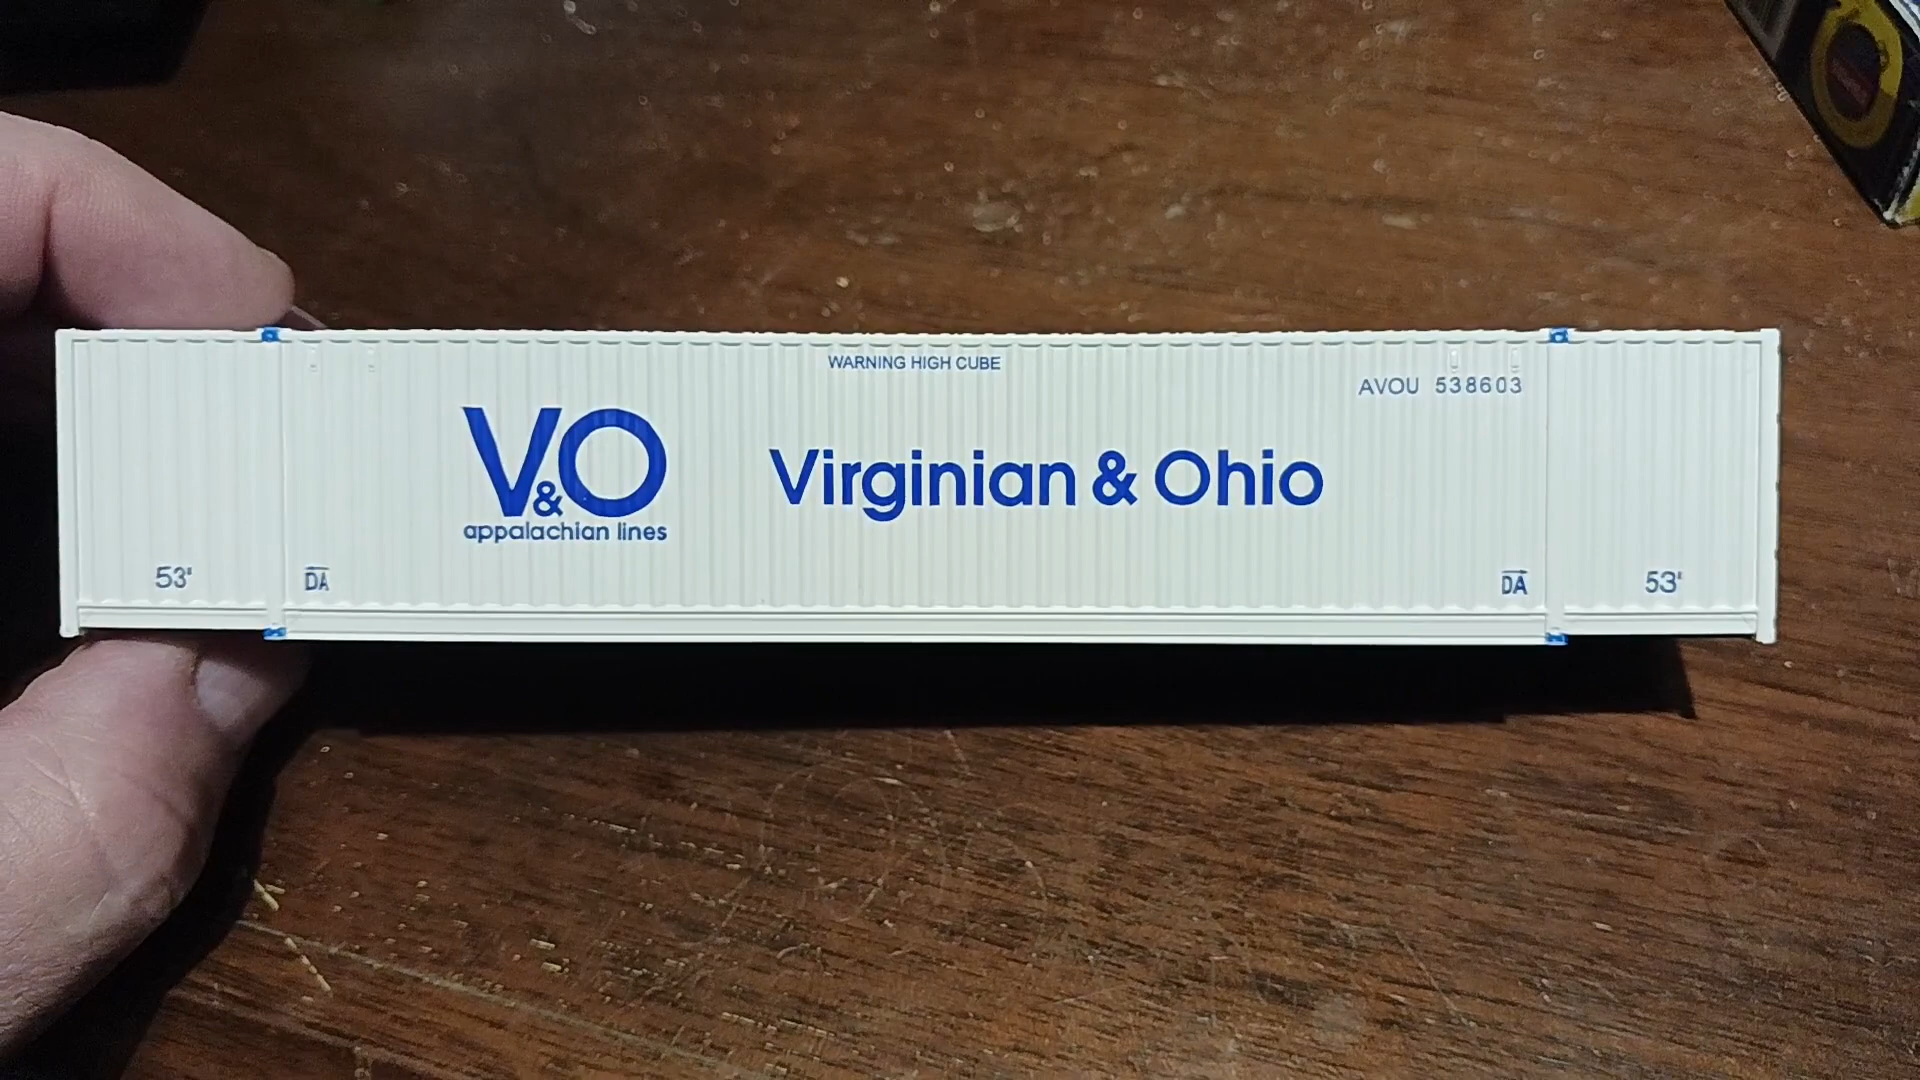 WARNING HIGH CUBE
AVOU 538603
V&O
appalachian lines
Virginian & Ohio
53'
DA
DA
53'